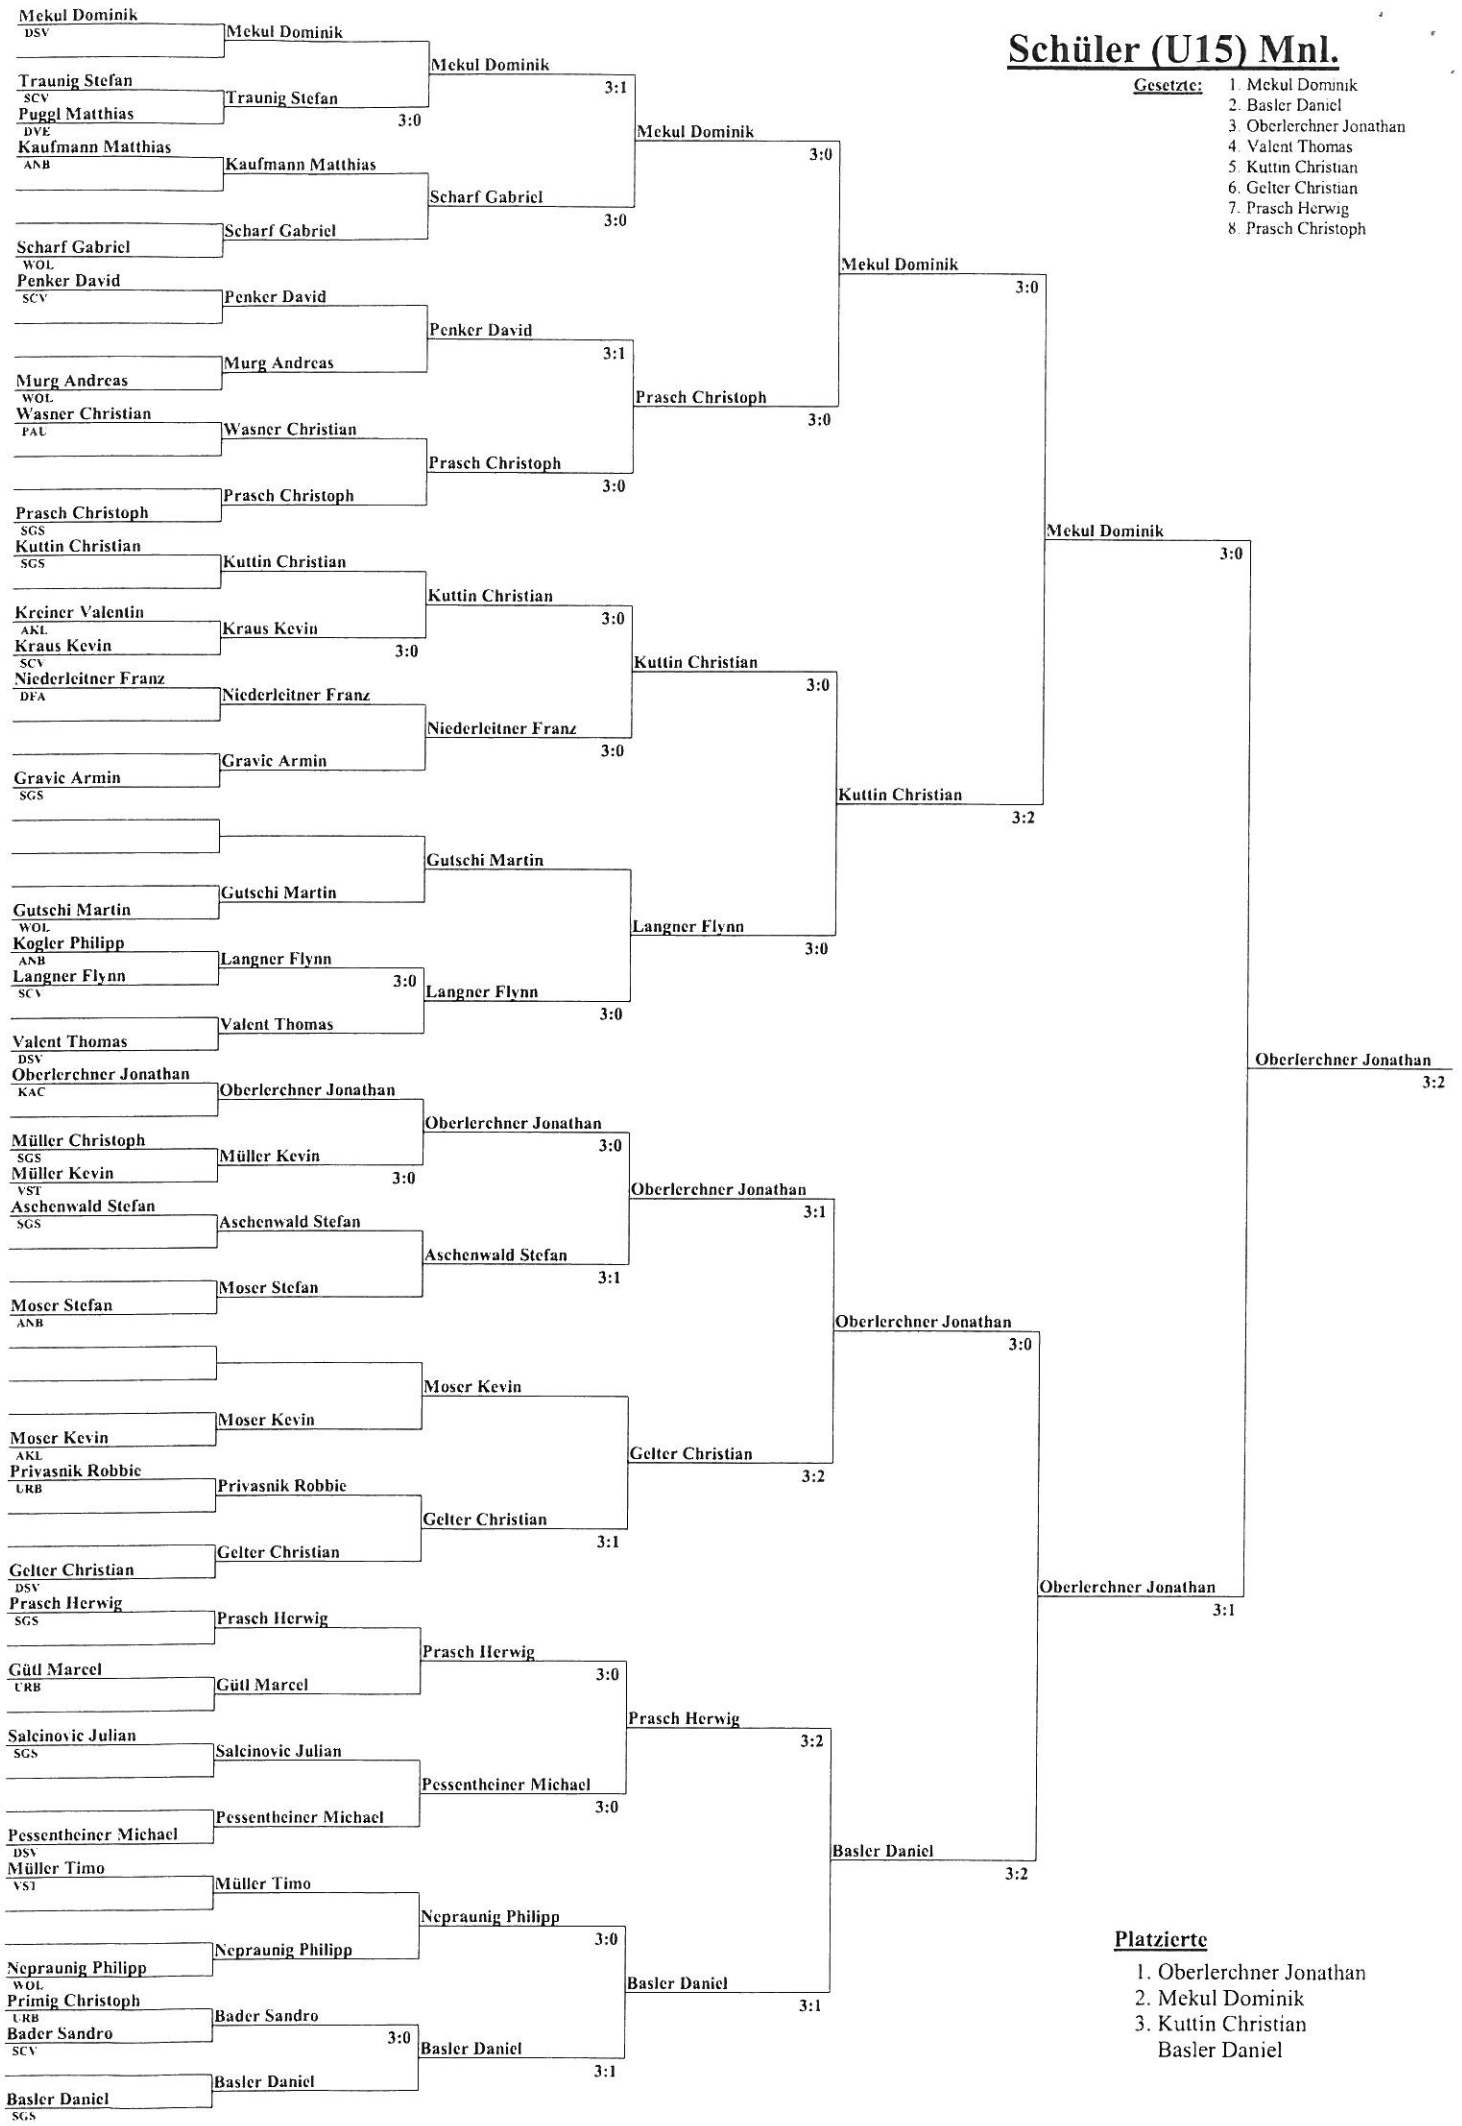 Schüler (U15) Mnl.
Gesetzte:
1. Mekul Dominik
2. Basler Daniel
3. Oberlerchner Jonathan
4. Valent Thomas
5. Kuttin Christian
6. Gelter Christian
7. Prasch Herwig
8. Prasch Christoph
Mekul Dominik
DSV
Traunig Stefan
SCV
Puggl Matthias
DVE
Kaufmann Matthias
ANB
Scharf Gabriel
WOL
Penker David
SCV
Murg Andreas
WOL
Wasner Christian
PAU
Prasch Christoph
SGS
Kuttin Christian
SGS
Kreiner Valentin
AKL
Kraus Kevin
SCV
Niederleitner Franz
DFA
Gravic Armin
SGS
Gutschi Martin
WOL
Kogler Philipp
ANB
Langner Flynn
SCV
Valent Thomas
DSV
Oberlerchner Jonathan
KAC
Müller Christoph
SGS
Müller Kevin
VST
Aschenwald Stefan
SGS
Moser Stefan
ANB
Moser Kevin
AKL
Privasnik Robbie
URB
Gelter Christian
DSV
Prasch Herwig
SGS
Gütl Marcel
URB
Salcinovic Julian
SGS
Pessentheiner Michael
DSV
Müller Timo
VST
Nepraunig Philipp
WOL
Primig Christoph
URB
Bader Sandro
SCV
Basler Daniel
SGS
Mekul Dominik
Traunig Stefan
3:0
Kaufmann Matthias
Scharf Gabriel
Penker David
Murg Andreas
Wasner Christian
Prasch Christoph
Kuttin Christian
Kraus Kevin
3:0
Niederleitner Franz
Gravic Armin
Gutschi Martin
Langner Flynn
3:0
Valent Thomas
Oberlerchner Jonathan
Müller Kevin
3:0
Aschenwald Stefan
Moser Stefan
Moser Kevin
Privasnik Robbie
Gelter Christian
Prasch Herwig
Gütl Marcel
Salcinovic Julian
Pessentheiner Michael
Müller Timo
Nepraunig Philipp
Bader Sandro
3:0
Basler Daniel
Mekul Dominik
3:1
Scharf Gabriel
3:0
Penker David
3:1
Prasch Christoph
3:0
Kuttin Christian
3:0
Niederleitner Franz
3:0
Gutschi Martin
Langner Flynn
3:0
Oberlerchner Jonathan
3:0
Aschenwald Stefan
3:1
Moser Kevin
Gelter Christian
3:1
Prasch Herwig
3:0
Pessentheiner Michael
3:0
Nepraunig Philipp
3:0
Basler Daniel
3:1
Mekul Dominik
3:0
Prasch Christoph
3:0
Kuttin Christian
3:0
Langner Flynn
3:0
Oberlerchner Jonathan
3:1
Gelter Christian
3:2
Prasch Herwig
3:2
Basler Daniel
3:1
Mekul Dominik
3:0
Kuttin Christian
3:2
Oberlerchner Jonathan
3:0
Basler Daniel
3:2
Mekul Dominik
3:0
Oberlerchner Jonathan
3:1
Oberlerchner Jonathan
3:2
Platzierte
1. Oberlerchner Jonathan
2. Mekul Dominik
3. Kuttin Christian
Basler Daniel